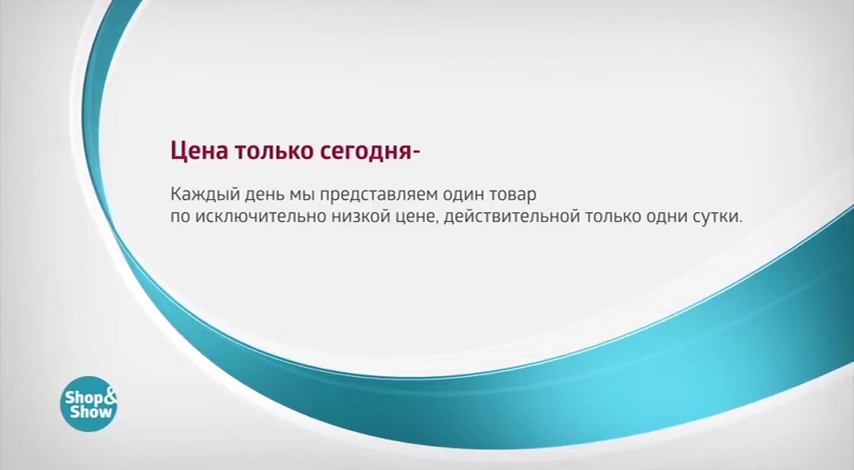 Цена только сегодня-
Каждый день мы представляем один товар
по исключительно низкой цене, действительной только одни сутки.
Shop&
Show